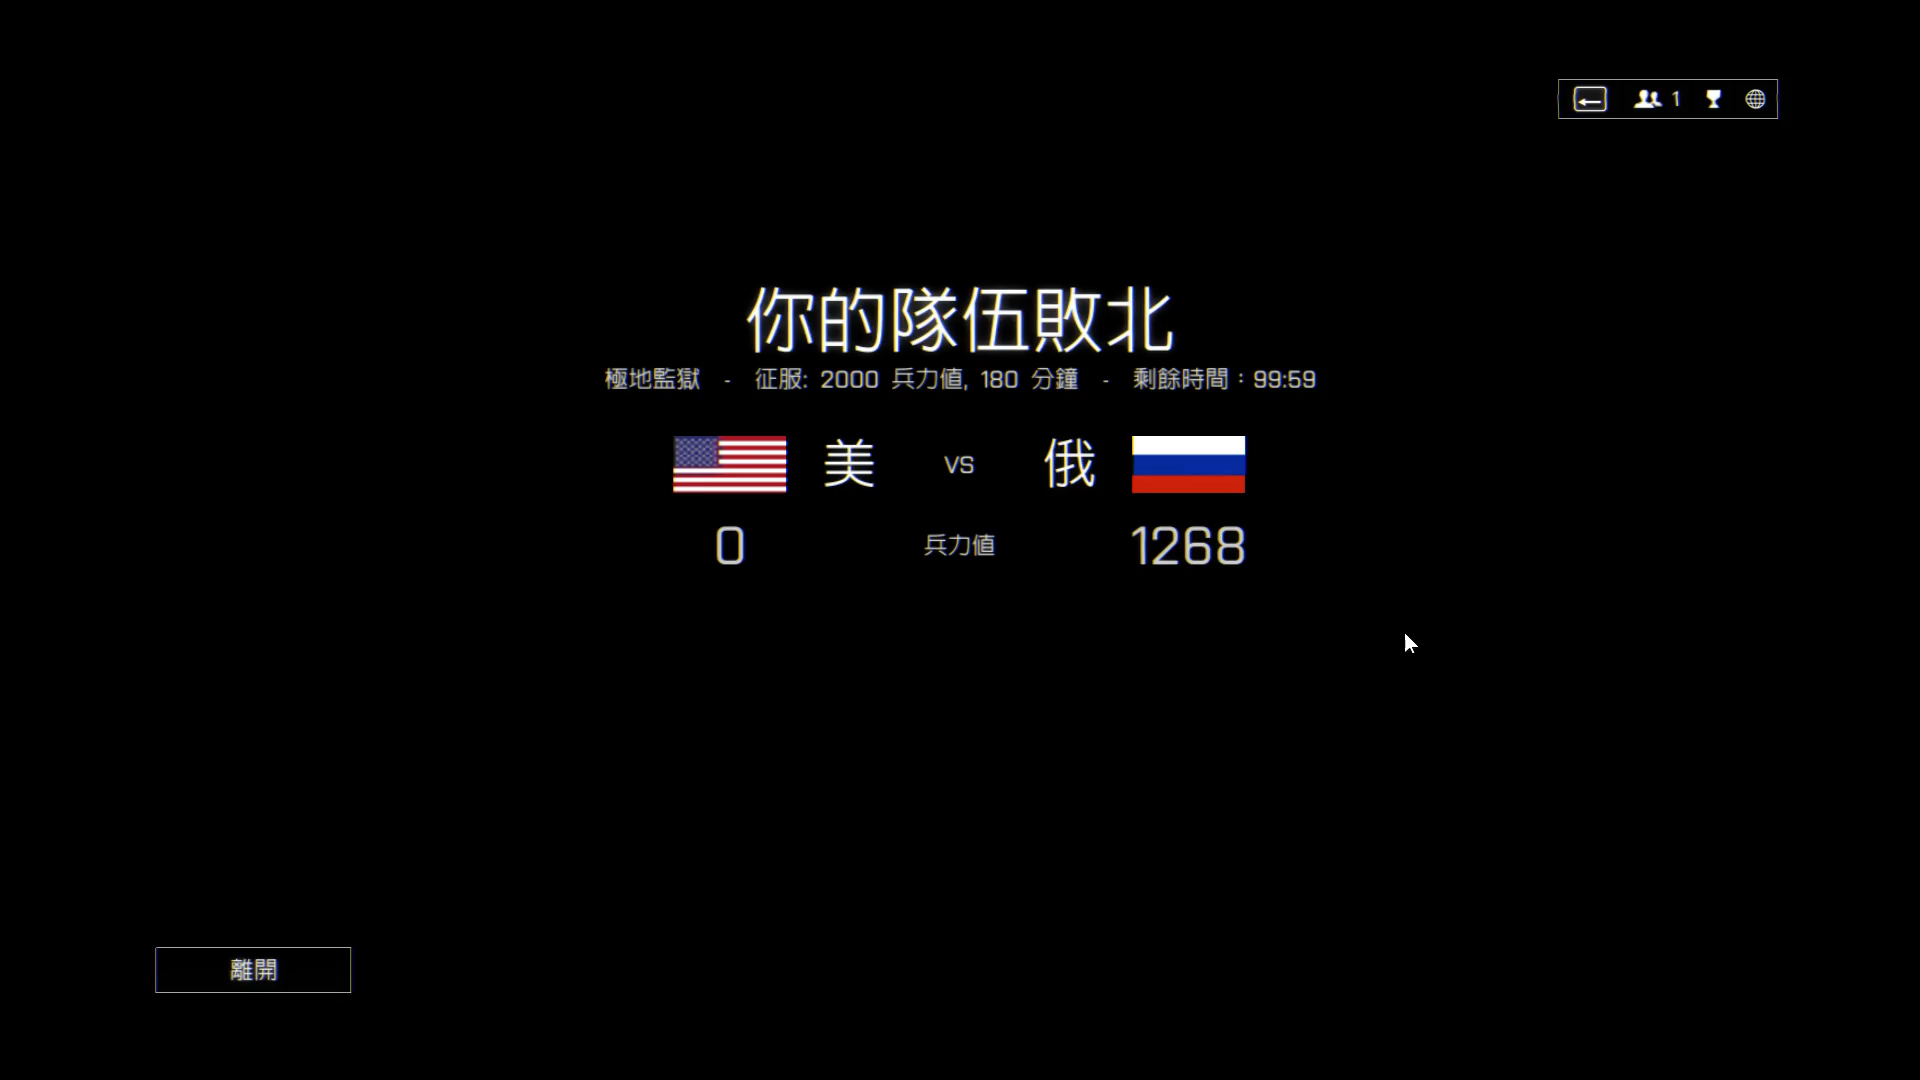 1
你的隊伍敗北
極地監獄 - 征服: 2000 兵力值, 180 分鐘 - 剩餘時間：99:59
美 VS 俄
0 兵力值 1268
離開